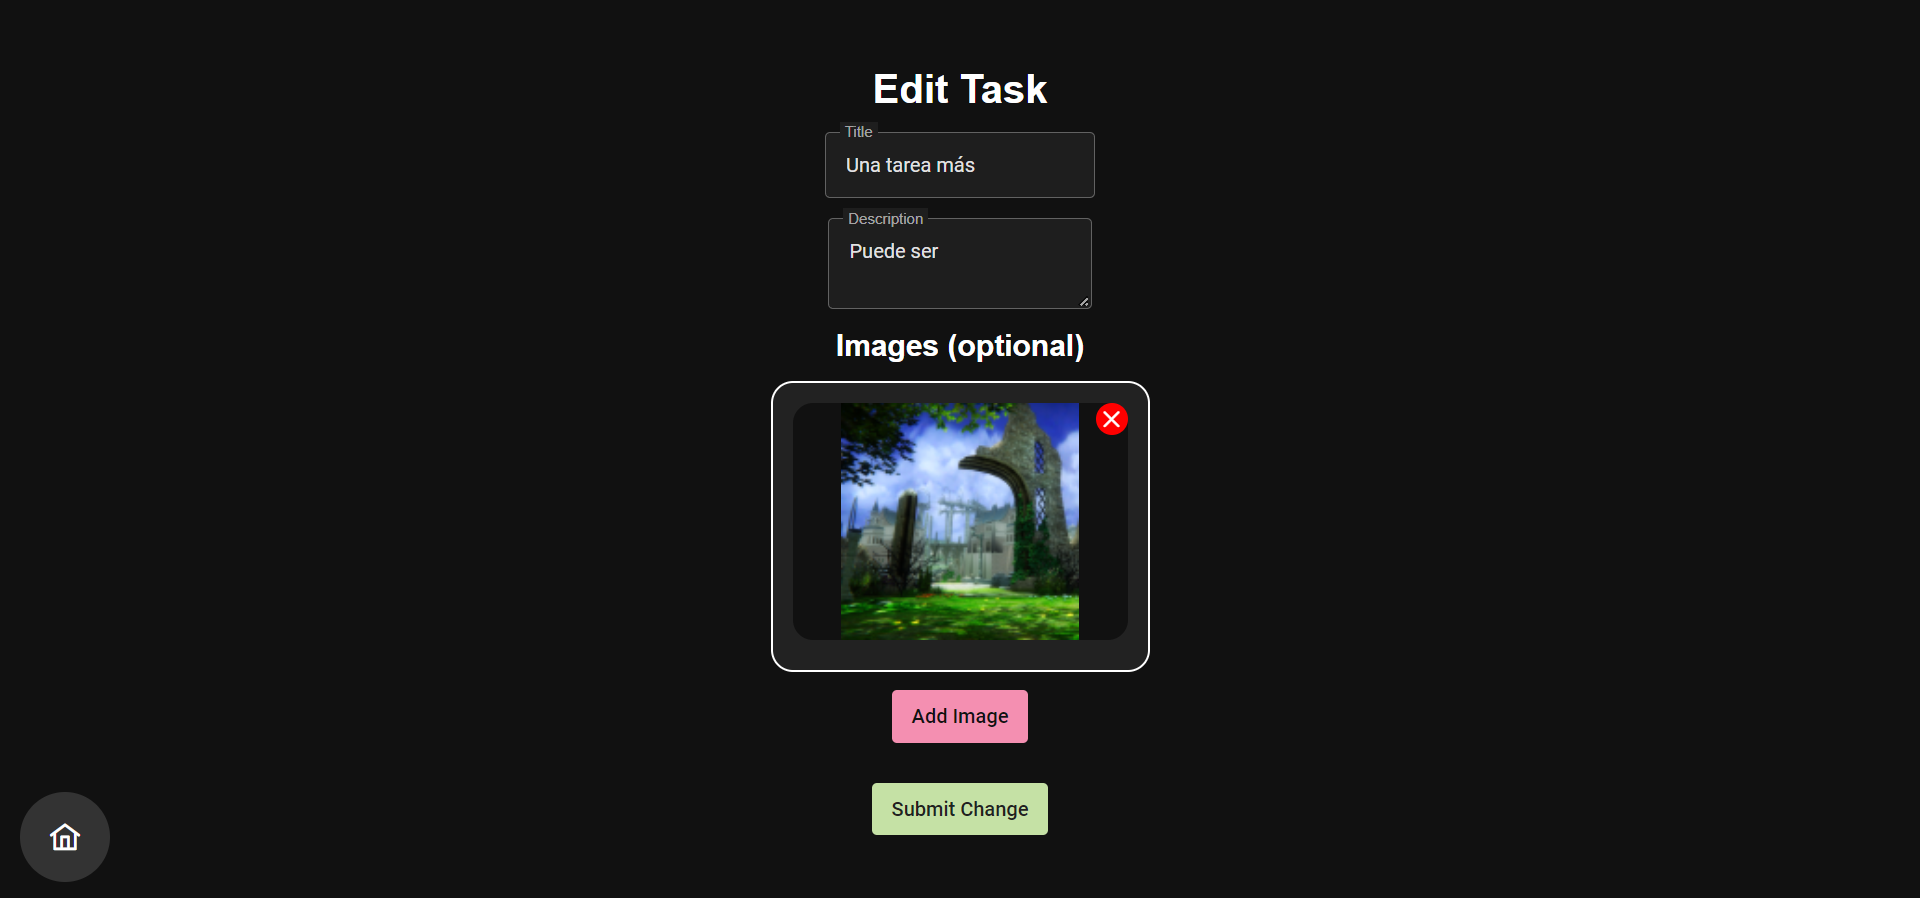 Edit Task
Title
Una tarea más
Description
Puede ser
Images (optional)
Add Image
Submit Change